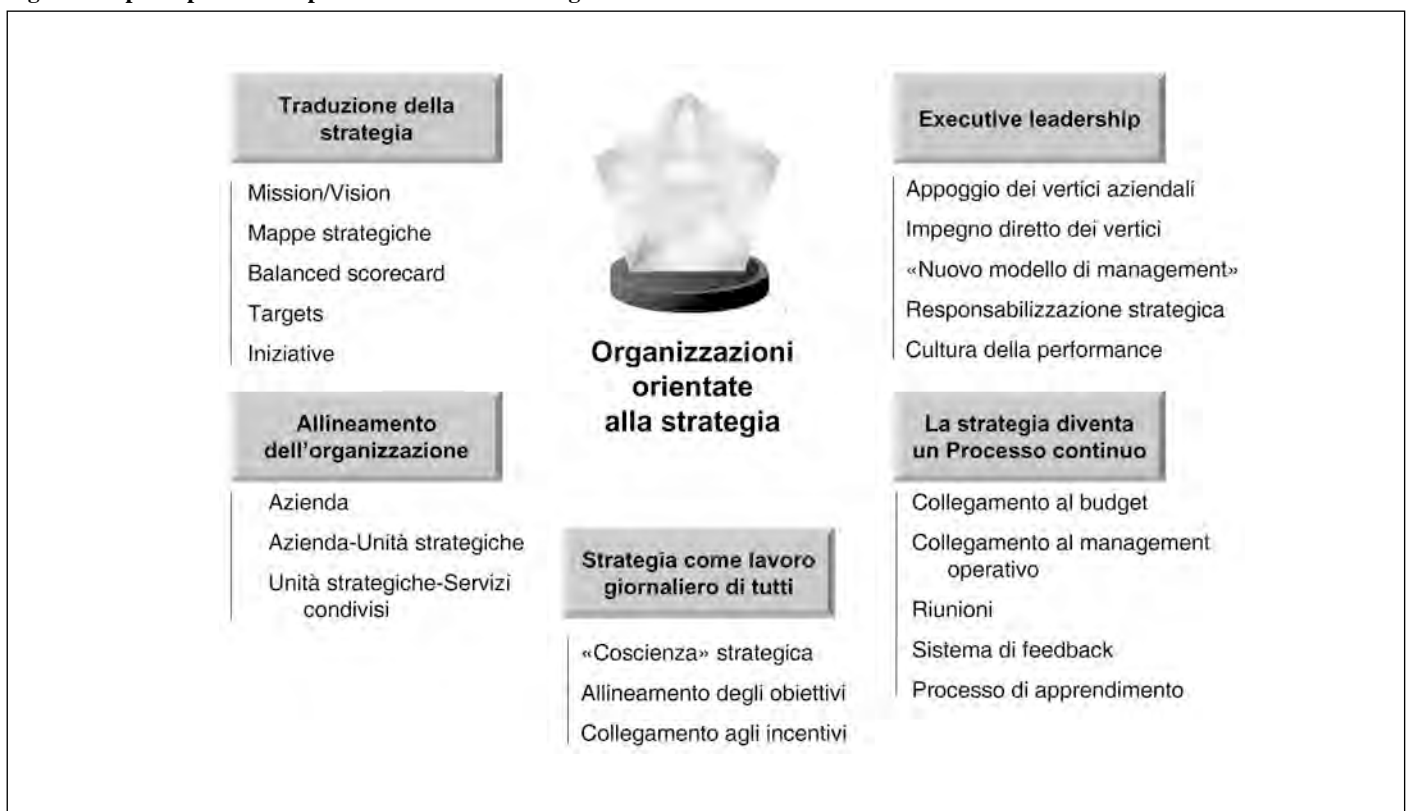 Traduzione della
strategia
Mission/Vision
Mappe strategiche
Balanced scorecard
Targets
Iniziative
Allineamento
dell'organizzazione
Azienda
Azienda-Unità strategiche
Unità strategiche-Servizi
condivisi
Organizzazioni
orientate
alla strategia
Strategia come lavoro
giornaliero di tutti
«Coscienza» strategica
Allineamento degli obiettivi
Collegamento agli incentivi
Executive leadership
Appoggio dei vertici aziendali
Impegno diretto dei vertici
«Nuovo modello di management»
Responsabilizzazione strategica
Cultura della performance
La strategia diventa
un Processo continuo
Collegamento al budget
Collegamento al management
operativo
Riunioni
Sistema di feedback
Processo di apprendimento